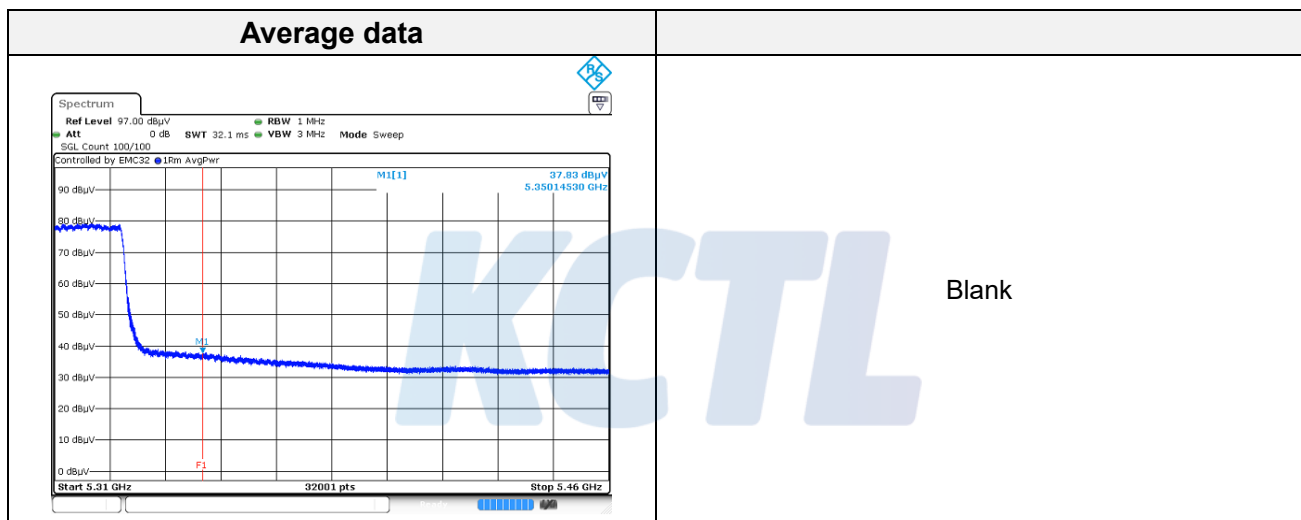 Average data
R&S
Spectrum
Ref Level 97.00 dBµV RBW 1 MHz
Att 0 dB SWT 32.1 ms VBW 3 MHz Mode Sweep
SGL Count 100/100
Controlled by EMC32 1Rm AvgPwr
M1[1] 37.83 dBµV
5.35014530 GHz
90 dBµV
80 dBµV
70 dBµV
60 dBµV
50 dBµV
40 dBµV
30 dBµV
20 dBµV
10 dBµV
0 dBµV
M1
F1
Start 5.31 GHz 32001 pts Stop 5.46 GHz
Blank
KCTL